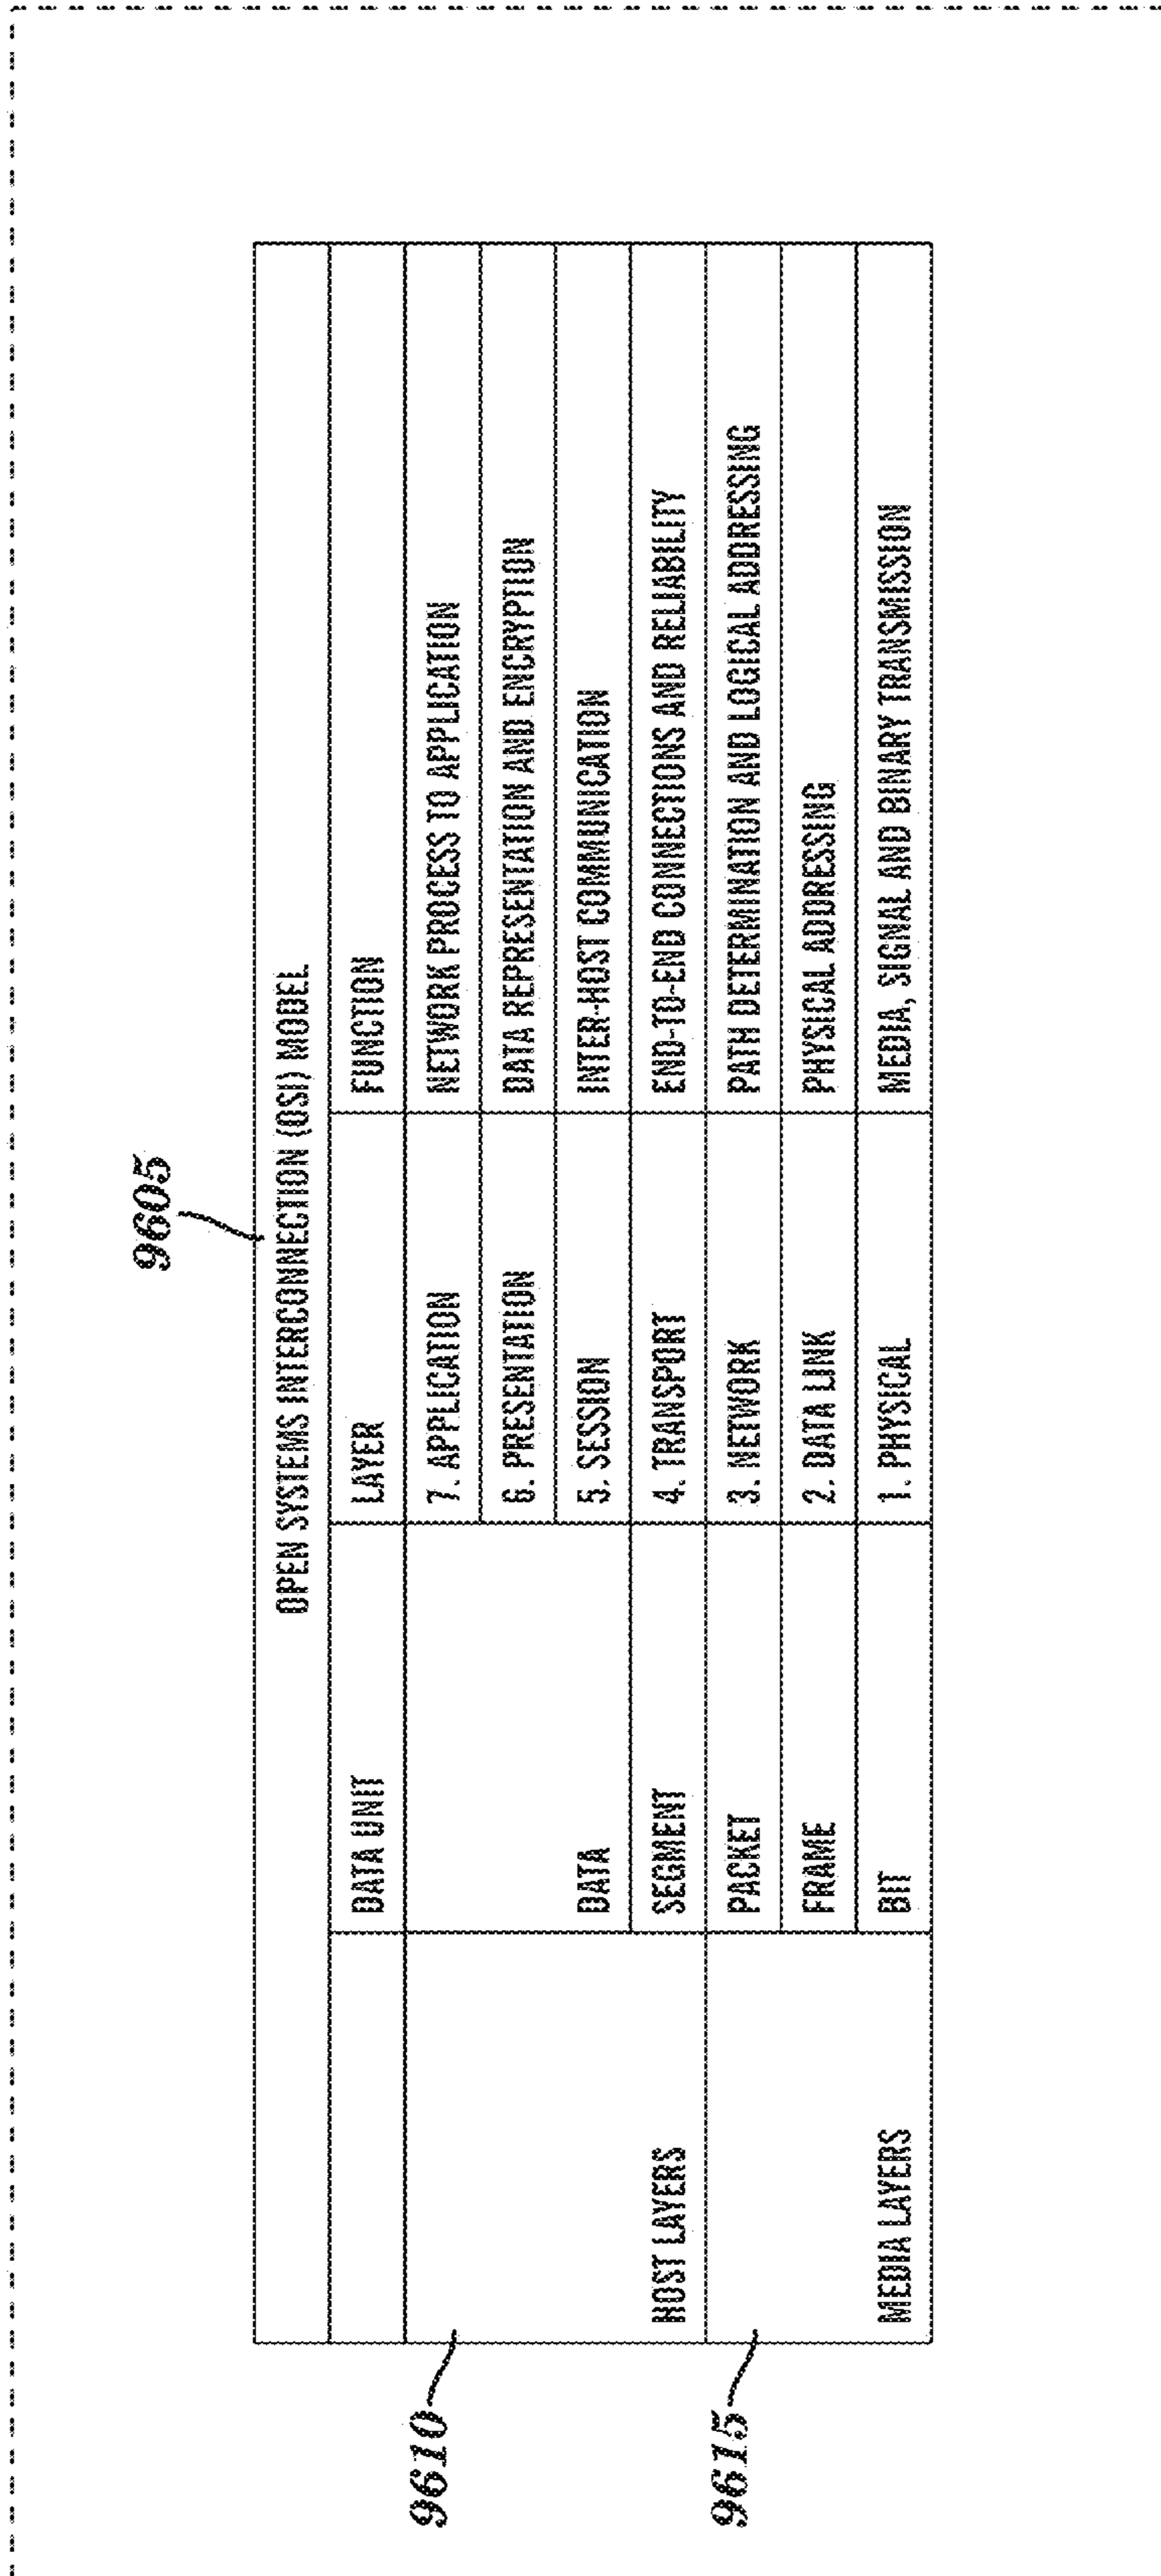 9605
OPEN SYSTEMS INTERCONNECTION (OSI) MODEL
DATA UNIT LAYER FUNCTION
9610
7. APPLICATION NETWORK PROCESS TO APPLICATION
6. PRESENTATION DATA REPRESENTATION AND ENCRYPTION
DATA 5. SESSION INTER-HOST COMMUNICATION
HOST LAYERS SEGMENT 4. TRANSPORT END-TO-END CONNECTIONS AND RELIABILITY
9615
PACKET 3. NETWORK PATH DETERMINATION AND LOGICAL ADDRESSING
FRAME 2. DATA LINK PHYSICAL ADDRESSING
MEDIA LAYERS BIT 1. PHYSICAL MEDIA, SIGNAL AND BINARY TRANSMISSION